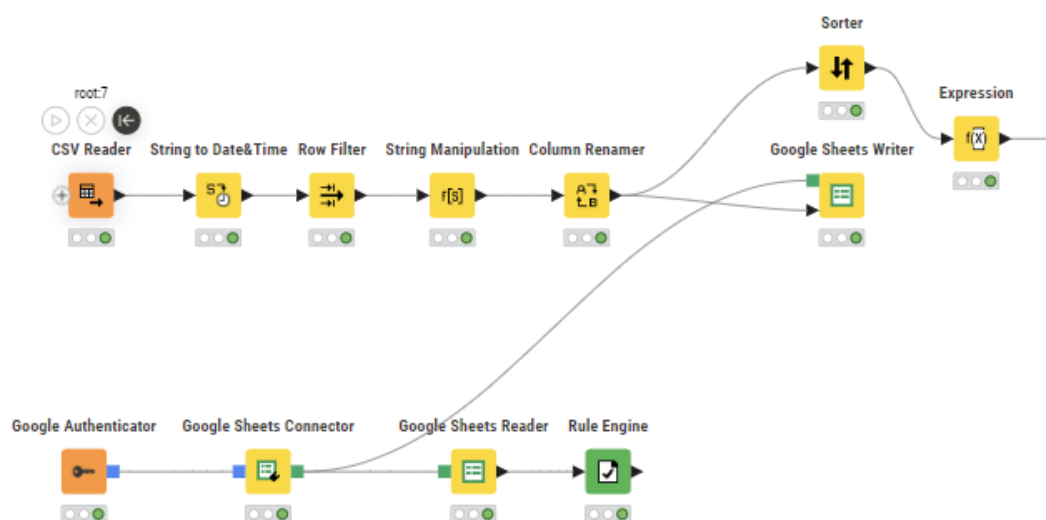 Sorter
root:7
Expression
CSV Reader
String to Date&Time
Row Filter
String Manipulation
Column Renamer
Google Sheets Writer
S
r[s]
A
B
f(x)
Google Authenticator
Google Sheets Connector
Google Sheets Reader
Rule Engine